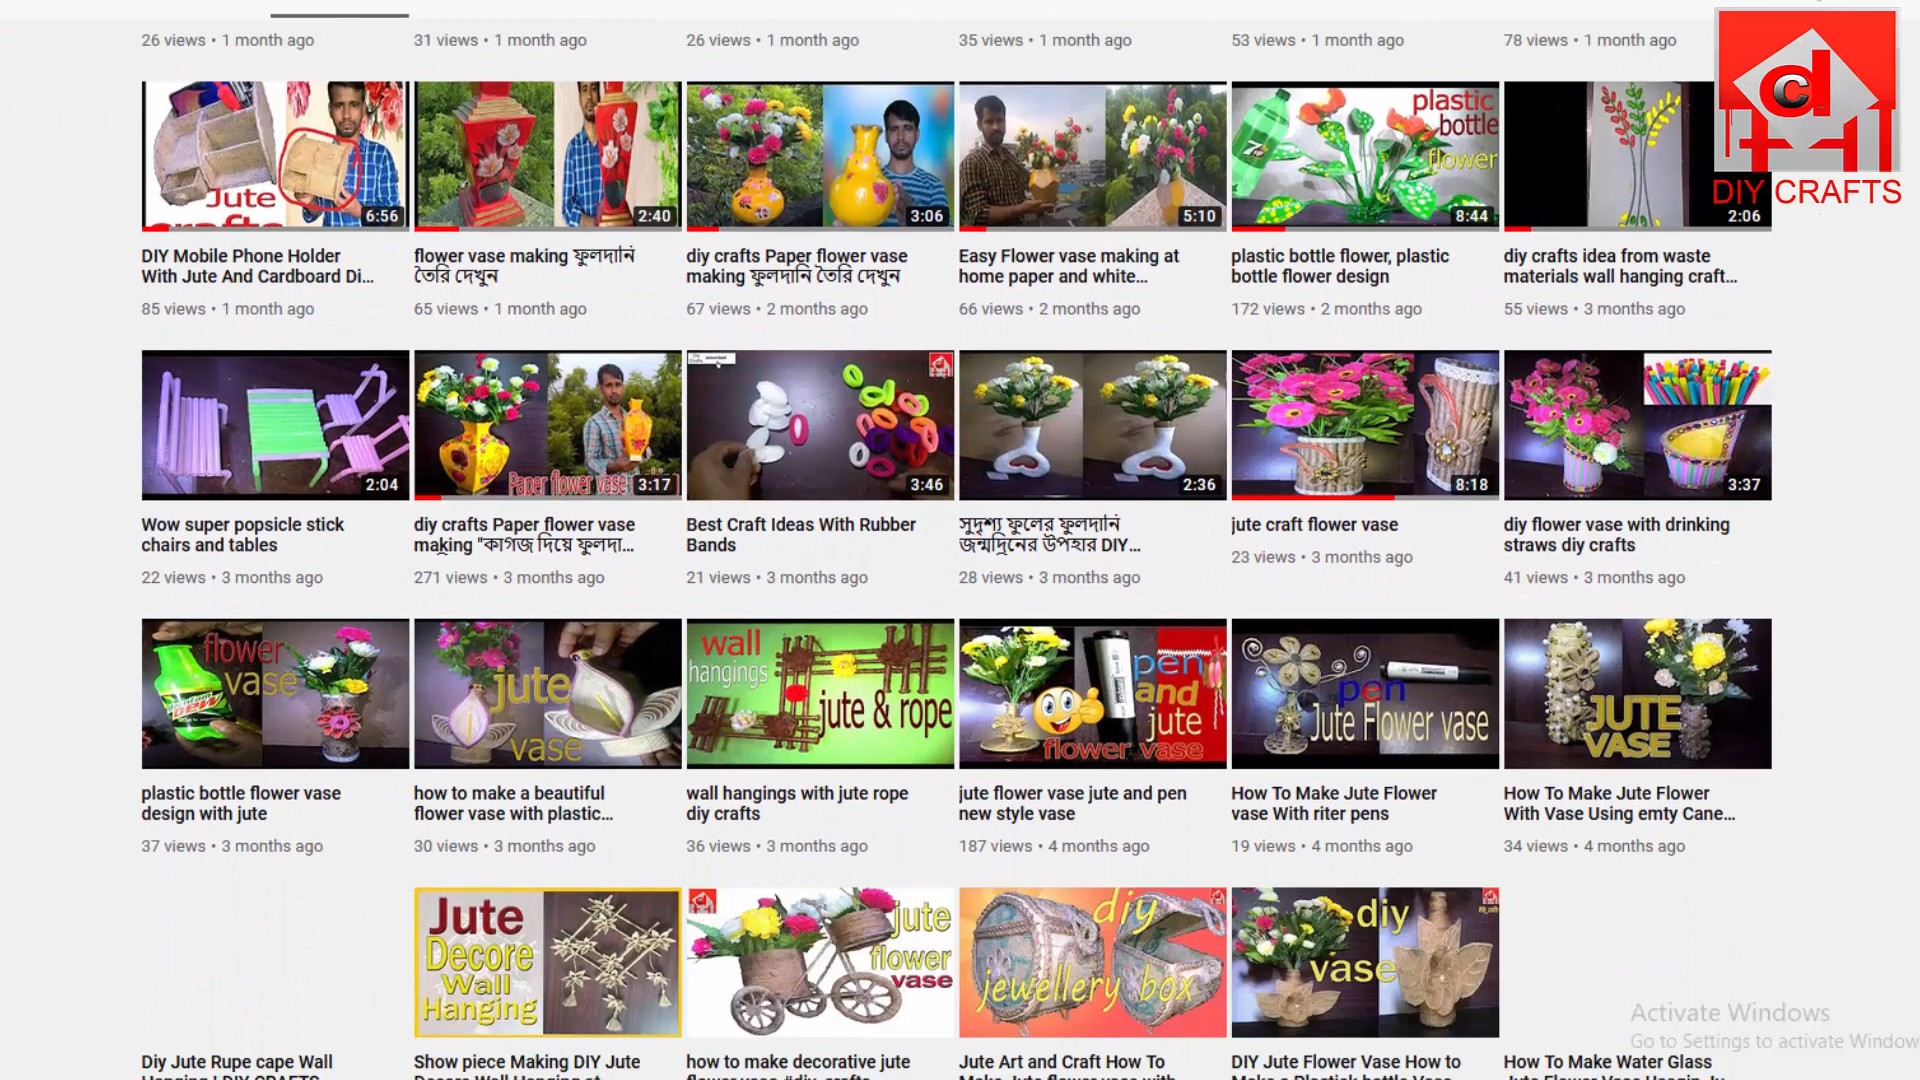 26 views • 1 month ago
31 views • 1 month ago
26 views • 1 month ago
35 views • 1 month ago
53 views • 1 month ago
78 views • 1 month ago
dc
DIY CRAFTS
Jute
crafts
6:56
2:40
3:06
5:10
plastic
bottle
flower
8:44
2:06
DIY Mobile Phone Holder
With Jute And Cardboard Di...
85 views • 1 month ago
flower vase making ফুলদানি
তৈরি দেখুন
65 views • 1 month ago
diy crafts Paper flower vase
making ফুলদানি তৈরি দেখুন
67 views • 2 months ago
Easy Flower vase making at
home paper and white...
66 views • 2 months ago
plastic bottle flower, plastic
bottle flower design
172 views • 2 months ago
diy crafts idea from waste
materials wall hanging craft...
55 views • 3 months ago
2:04
Paper flower vase
3:17
3:46
2:36
8:18
3:37
Wow super popsicle stick
chairs and tables
22 views • 3 months ago
diy crafts Paper flower vase
making "কাগজ দিয়ে ফুলদা...
271 views • 3 months ago
Best Craft Ideas With Rubber
Bands
21 views • 3 months ago
সুদৃশ্য ফুলের ফুলদানি
জন্মদিনের উপহার DIY...
28 views • 3 months ago
jute craft flower vase
23 views • 3 months ago
diy flower vase with drinking
straws diy crafts
41 views • 3 months ago
flower
vase
jute
vase
wall
hangings
jute & rope
pen
and
jute
flower vase
pen
Jute Flower vase
JUTE
VASE
plastic bottle flower vase
design with jute
37 views • 3 months ago
how to make a beautiful
flower vase with plastic...
30 views • 3 months ago
wall hangings with jute rope
diy crafts
36 views • 3 months ago
jute flower vase jute and pen
new style vase
187 views • 4 months ago
How To Make Jute Flower
vase With riter pens
19 views • 4 months ago
How To Make Jute Flower
With Vase Using emty Cane...
34 views • 4 months ago
Jute
Decore
Wall
Hanging
jute
flower
vase
diy
jewellery box
diy
vase
Activate Windows
Go to Settings to activate Window
Diy Jute Rupe cape Wall
Show piece Making DIY Jute
how to make decorative jute
Jute Art and Craft How To
DIY Jute Flower Vase How to
How To Make Water Glass